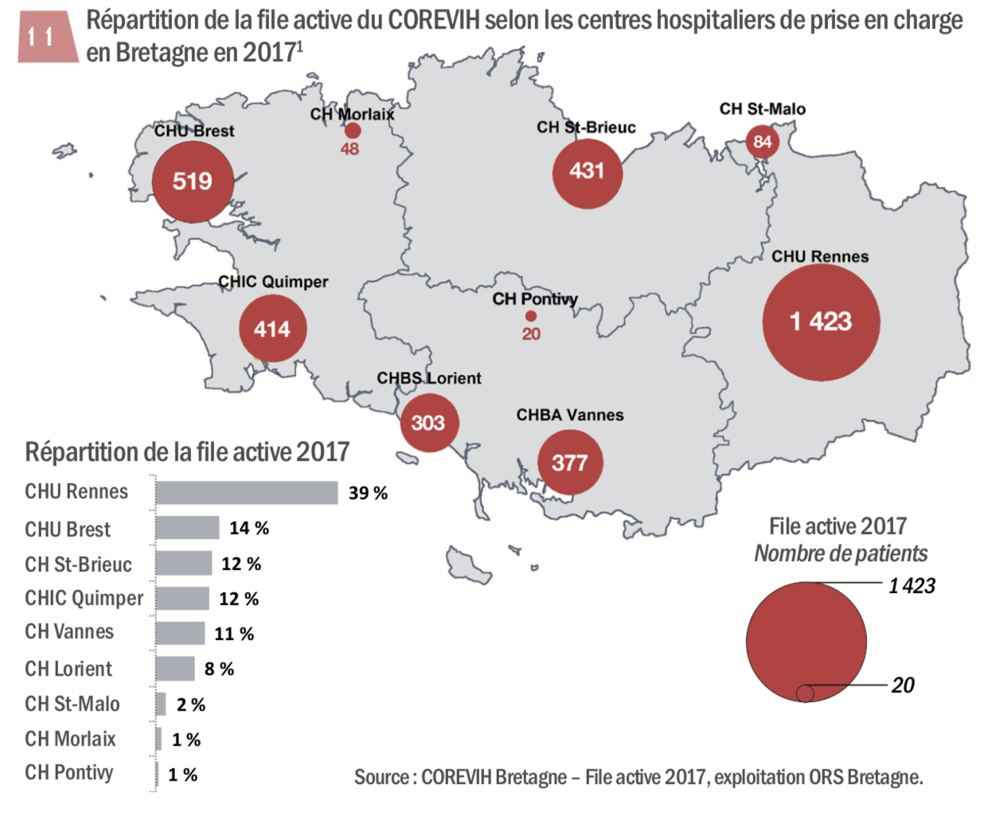 11
Répartition de la file active du COREVIH selon les centres hospitaliers de prise en charge
en Bretagne en 2017¹
CH Morlaix
48
CHU Brest
519
CH St-Brieuc
431
CH St-Malo
84
CHU Rennes
1 423
CHIC Quimper
414
CH Pontivy
20
CHBS Lorient
303
CHBA Vannes
377
Répartition de la file active 2017
CHU Rennes 39 %
CHU Brest 14 %
CH St-Brieuc 12 %
CHIC Quimper 12 %
CH Vannes 11 %
CH Lorient 8 %
CH St-Malo 2 %
CH Morlaix 1 %
CH Pontivy 1 %
File active 2017
Nombre de patients
1 423
20
Source : COREVIH Bretagne – File active 2017, exploitation ORS Bretagne.